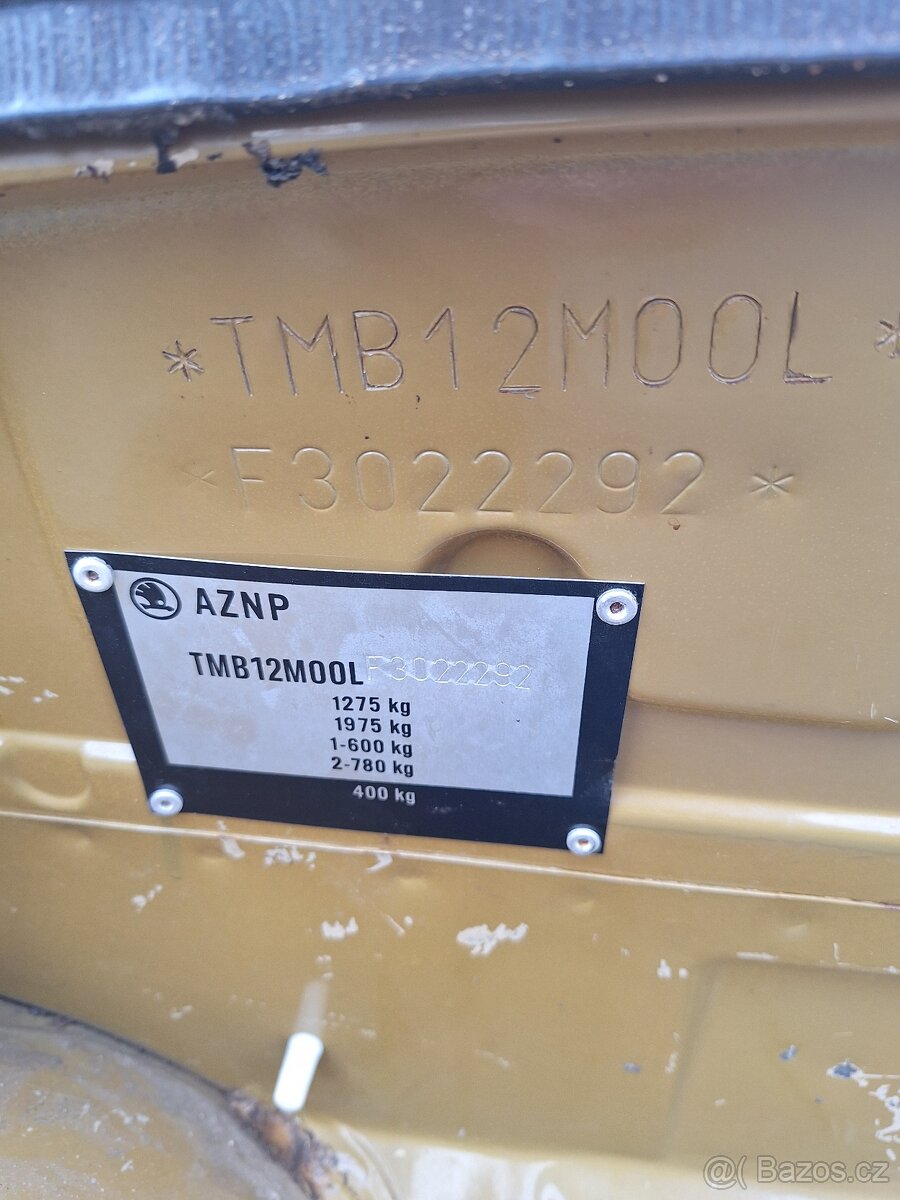 *TMB12M00L*
*F3022292*
AZNP
TMB12M00LF3022292
1275 kg
1975 kg
1-600 kg
2-780 kg
400 kg
@( Bazos.cz